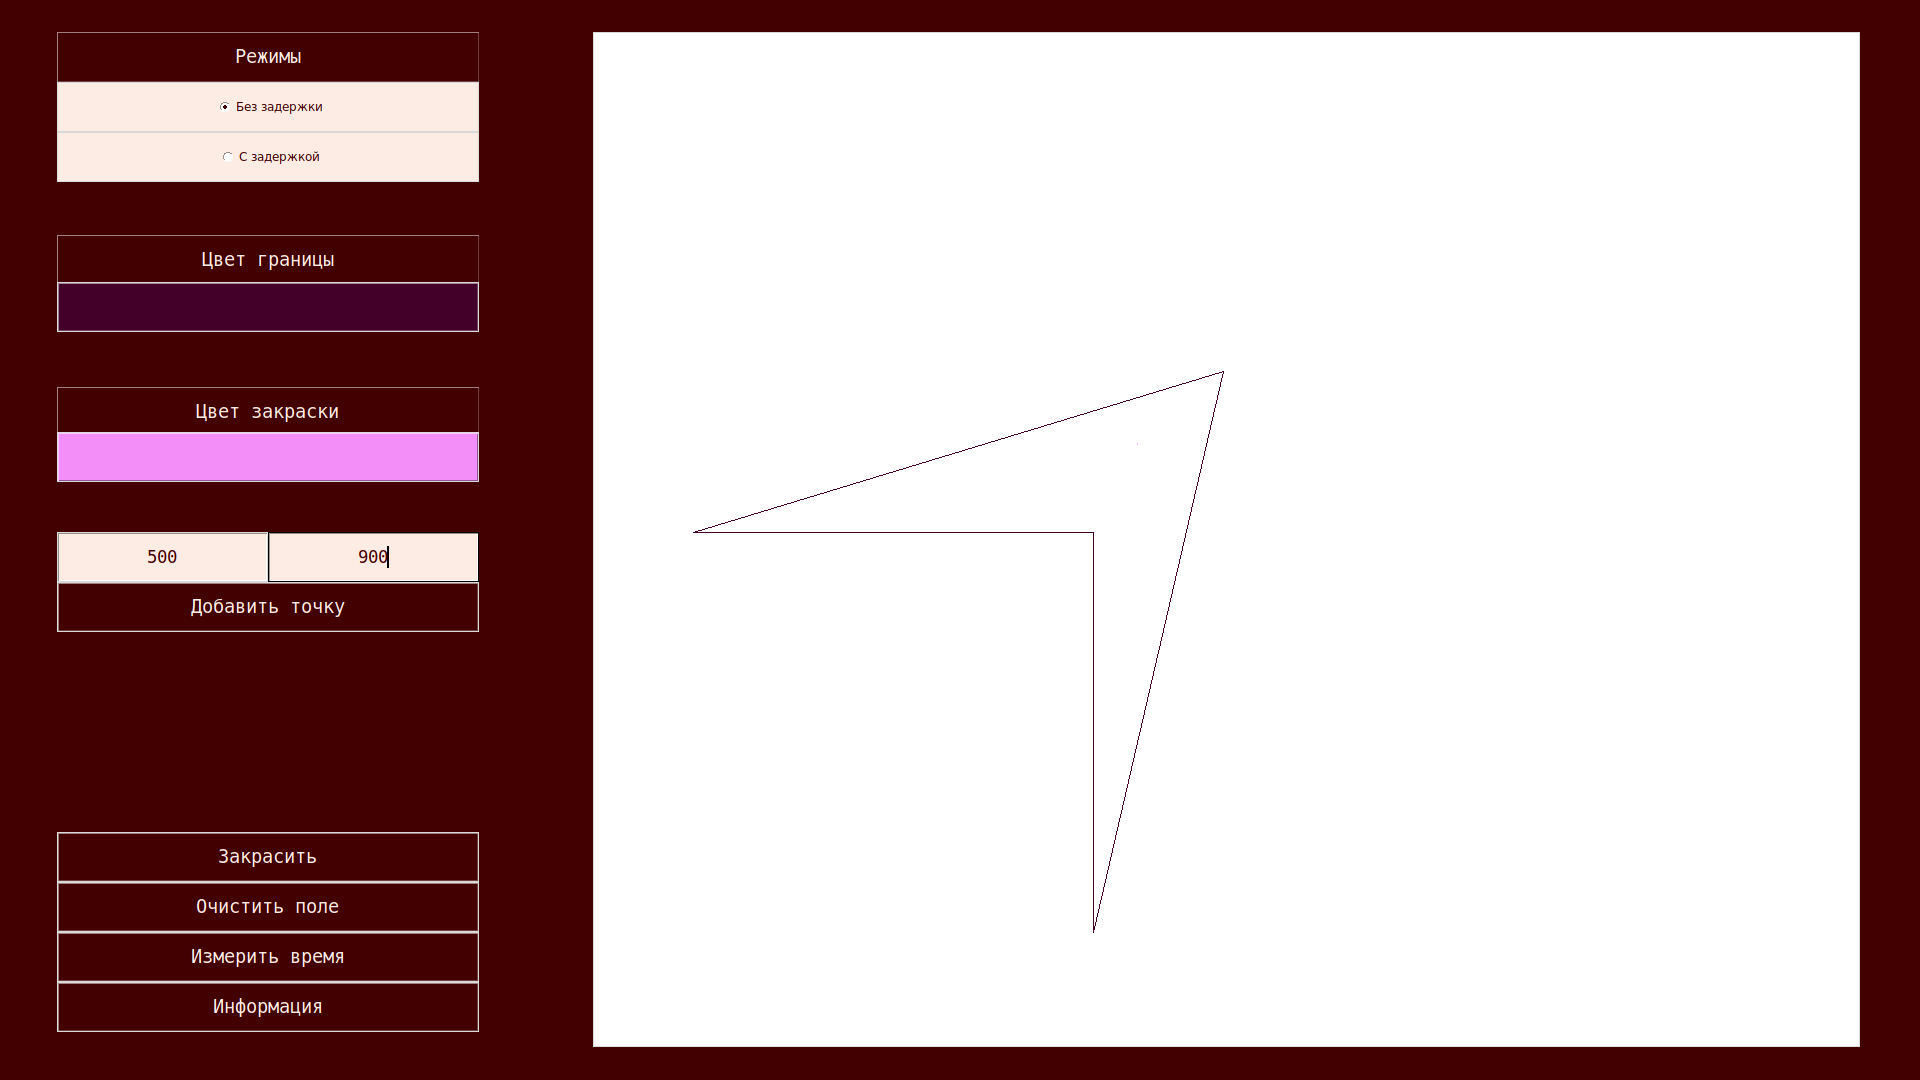 Режимы
Без задержки
С задержкой
Цвет границы
Цвет закраски
500 900
Добавить точку
Закрасить
Очистить поле
Измерить время
Информация